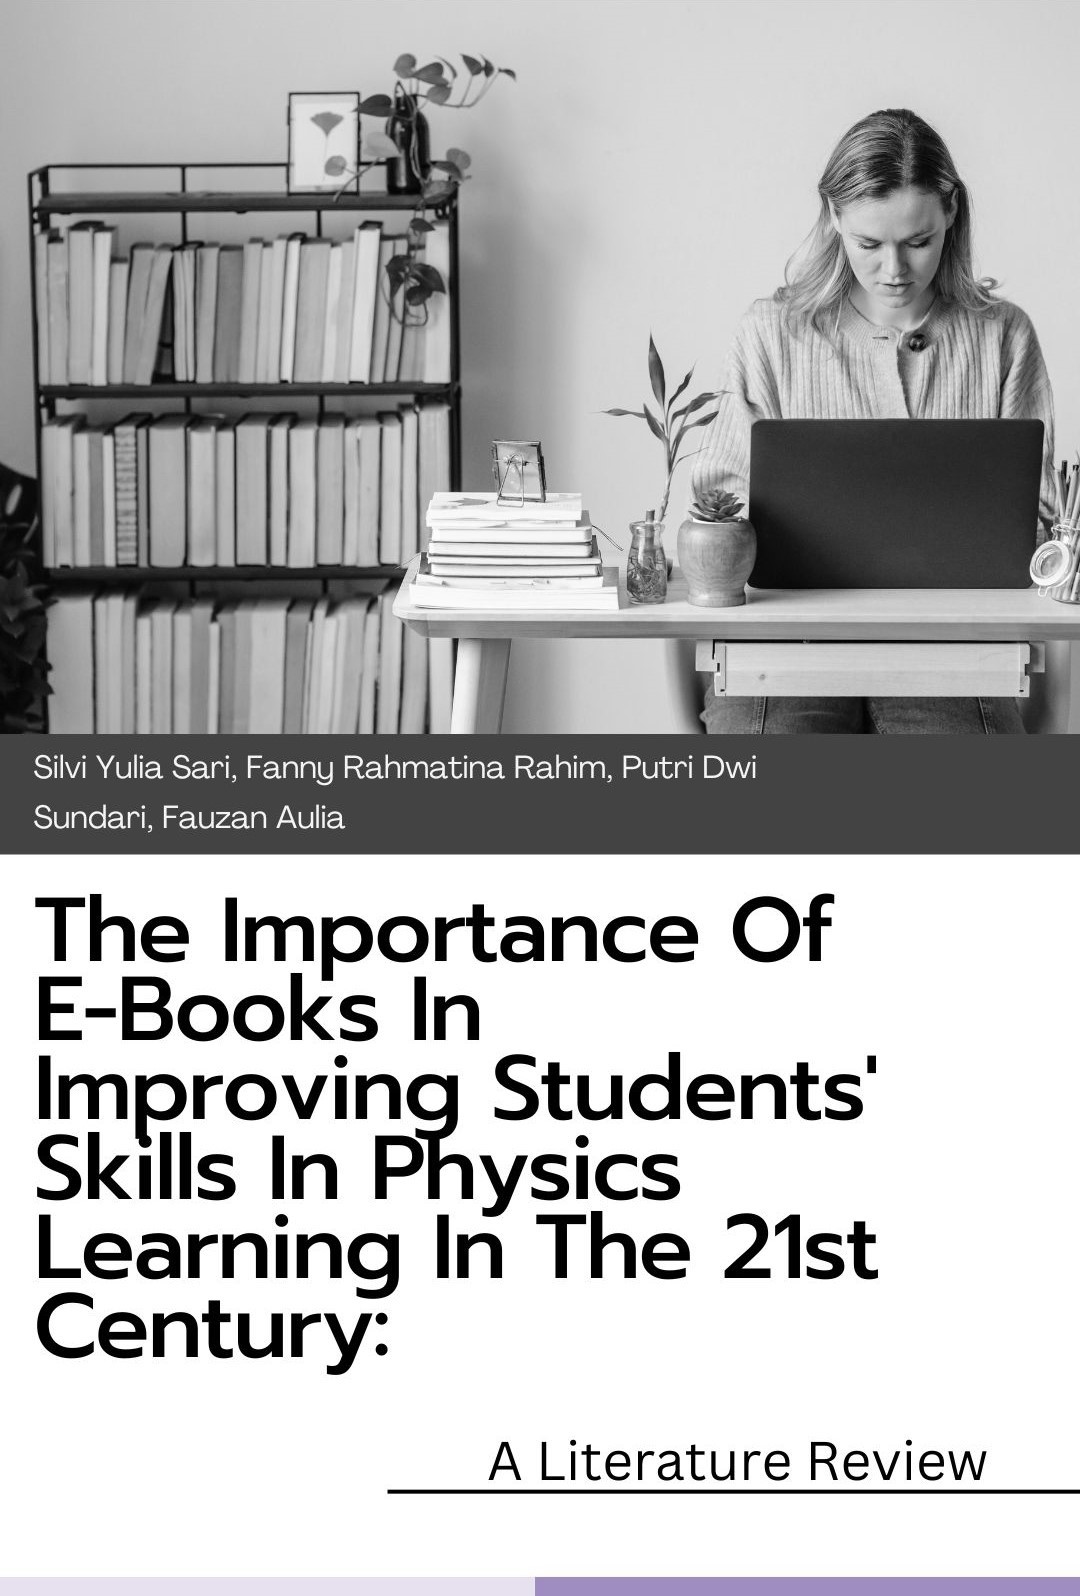 Silvi Yulia Sari, Fanny Rahmatina Rahim, Putri Dwi
Sundari, Fauzan Aulia
The Importance Of
E-Books In
Improving Students'
Skills In Physics
Learning In The 21st
Century:
A Literature Review